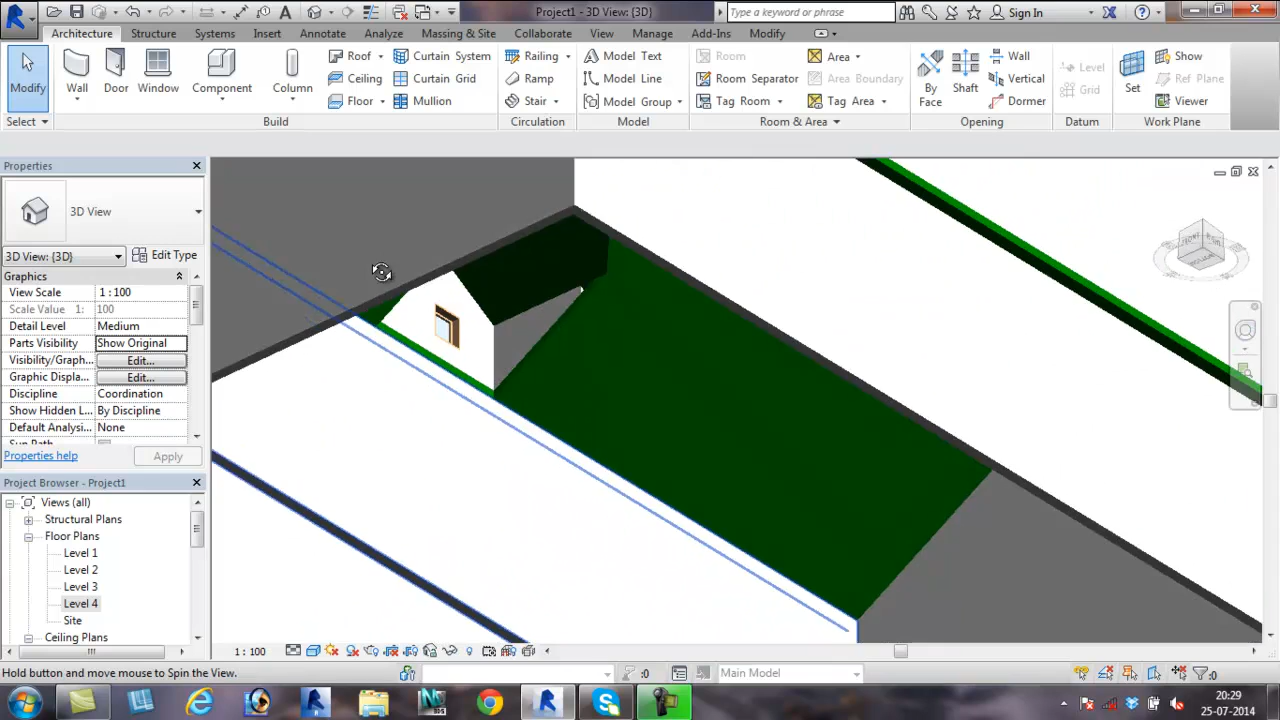 Project1 - 3D View: {3D}
Type a keyword or phrase
Sign In
Architecture Structure Systems Insert Annotate Analyze Massing & Site Collaborate View Manage Add-Ins Modify
Modify Wall Door Window Component Column
Roof Curtain System Railing Model Text Room Area Wall Show
Ceiling Curtain Grid Ramp Model Line Room Separator Area Boundary Vertical Level Ref Plane
Floor Mullion Stair Model Group Tag Room Tag Area By Face Shaft Dormer Grid Set Viewer
Select Build Circulation Model Room & Area Opening Datum Work Plane
Properties
3D View
3D View: {3D} Edit Type
Graphics
View Scale 1 : 100
Scale Value 1: 100
Detail Level Medium
Parts Visibility Show Original
Visibility/Graph... Edit...
Graphic Displa... Edit...
Discipline Coordination
Show Hidden L... By Discipline
Default Analysi... None
Properties help Apply
Project Browser - Project1
Views (all)
Structural Plans
Floor Plans
Level 1
Level 2
Level 3
Level 4
Site
Ceiling Plans
FRONT
1 : 100
Hold button and move mouse to Spin the View.
:0 Main Model :0
20:29
25-07-2014